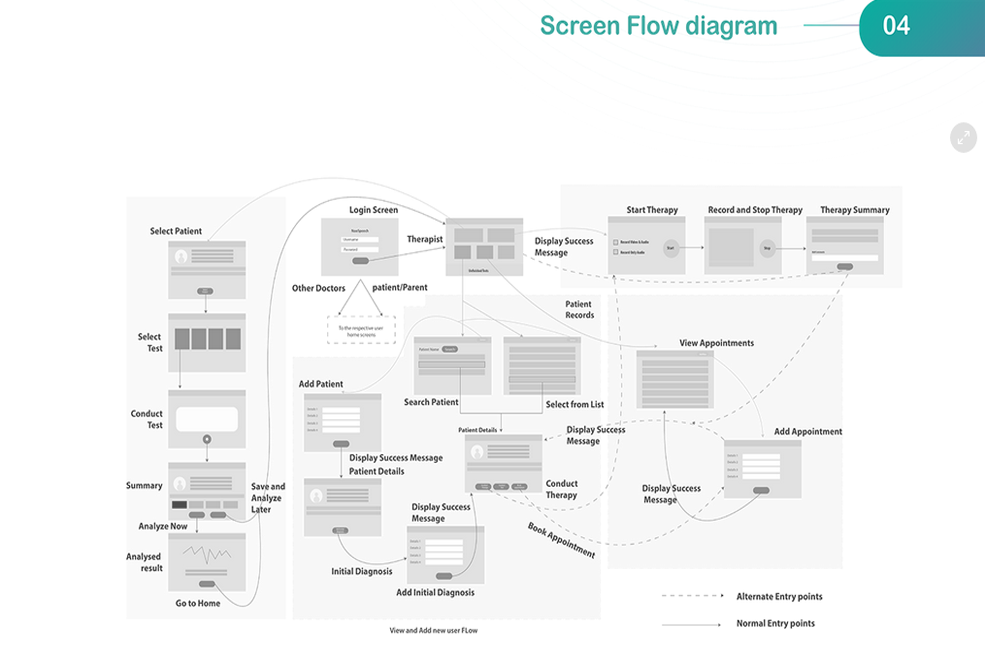 Screen Flow diagram
04
Select Patient
Login Screen
Username
Password
Therapist
Other Doctors
patient/Parent
To the respective user
home screens
Display Success
Message
Start Therapy
Record Video & Audio
Record Only Audio
Start
Record and Stop Therapy
Stop
Therapy Summary
Patient
Records
View Appointments
Select
Test
Add Patient
Patient Name
Search Patient
Select from List
Conduct
Test
Patient Details
Display Success
Message
Add Appointment
Display Success Message
Patient Details
Summary
Save and
Analyze
Later
Conduct
Therapy
Display Success
Message
Display Success
Message
Analyze Now
Book Appointment
Analysed
result
Initial Diagnosis
Add Initial Diagnosis
Go to Home
Alternate Entry points
Normal Entry points
View and Add new user FLow